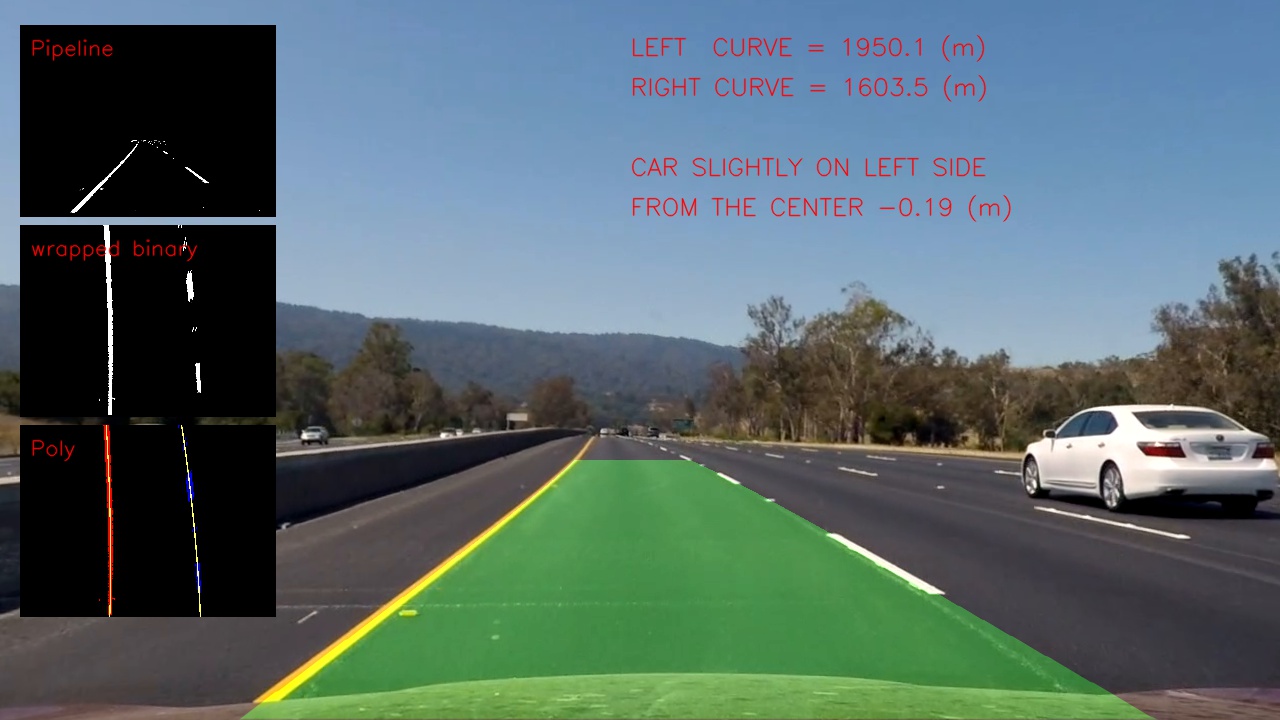 Pipeline
LEFT CURVE = 1950.1 (m)
RIGHT CURVE = 1603.5 (m)
CAR SLIGHTLY ON LEFT SIDE
FROM THE CENTER -0.19 (m)
wrapped binary
Poly